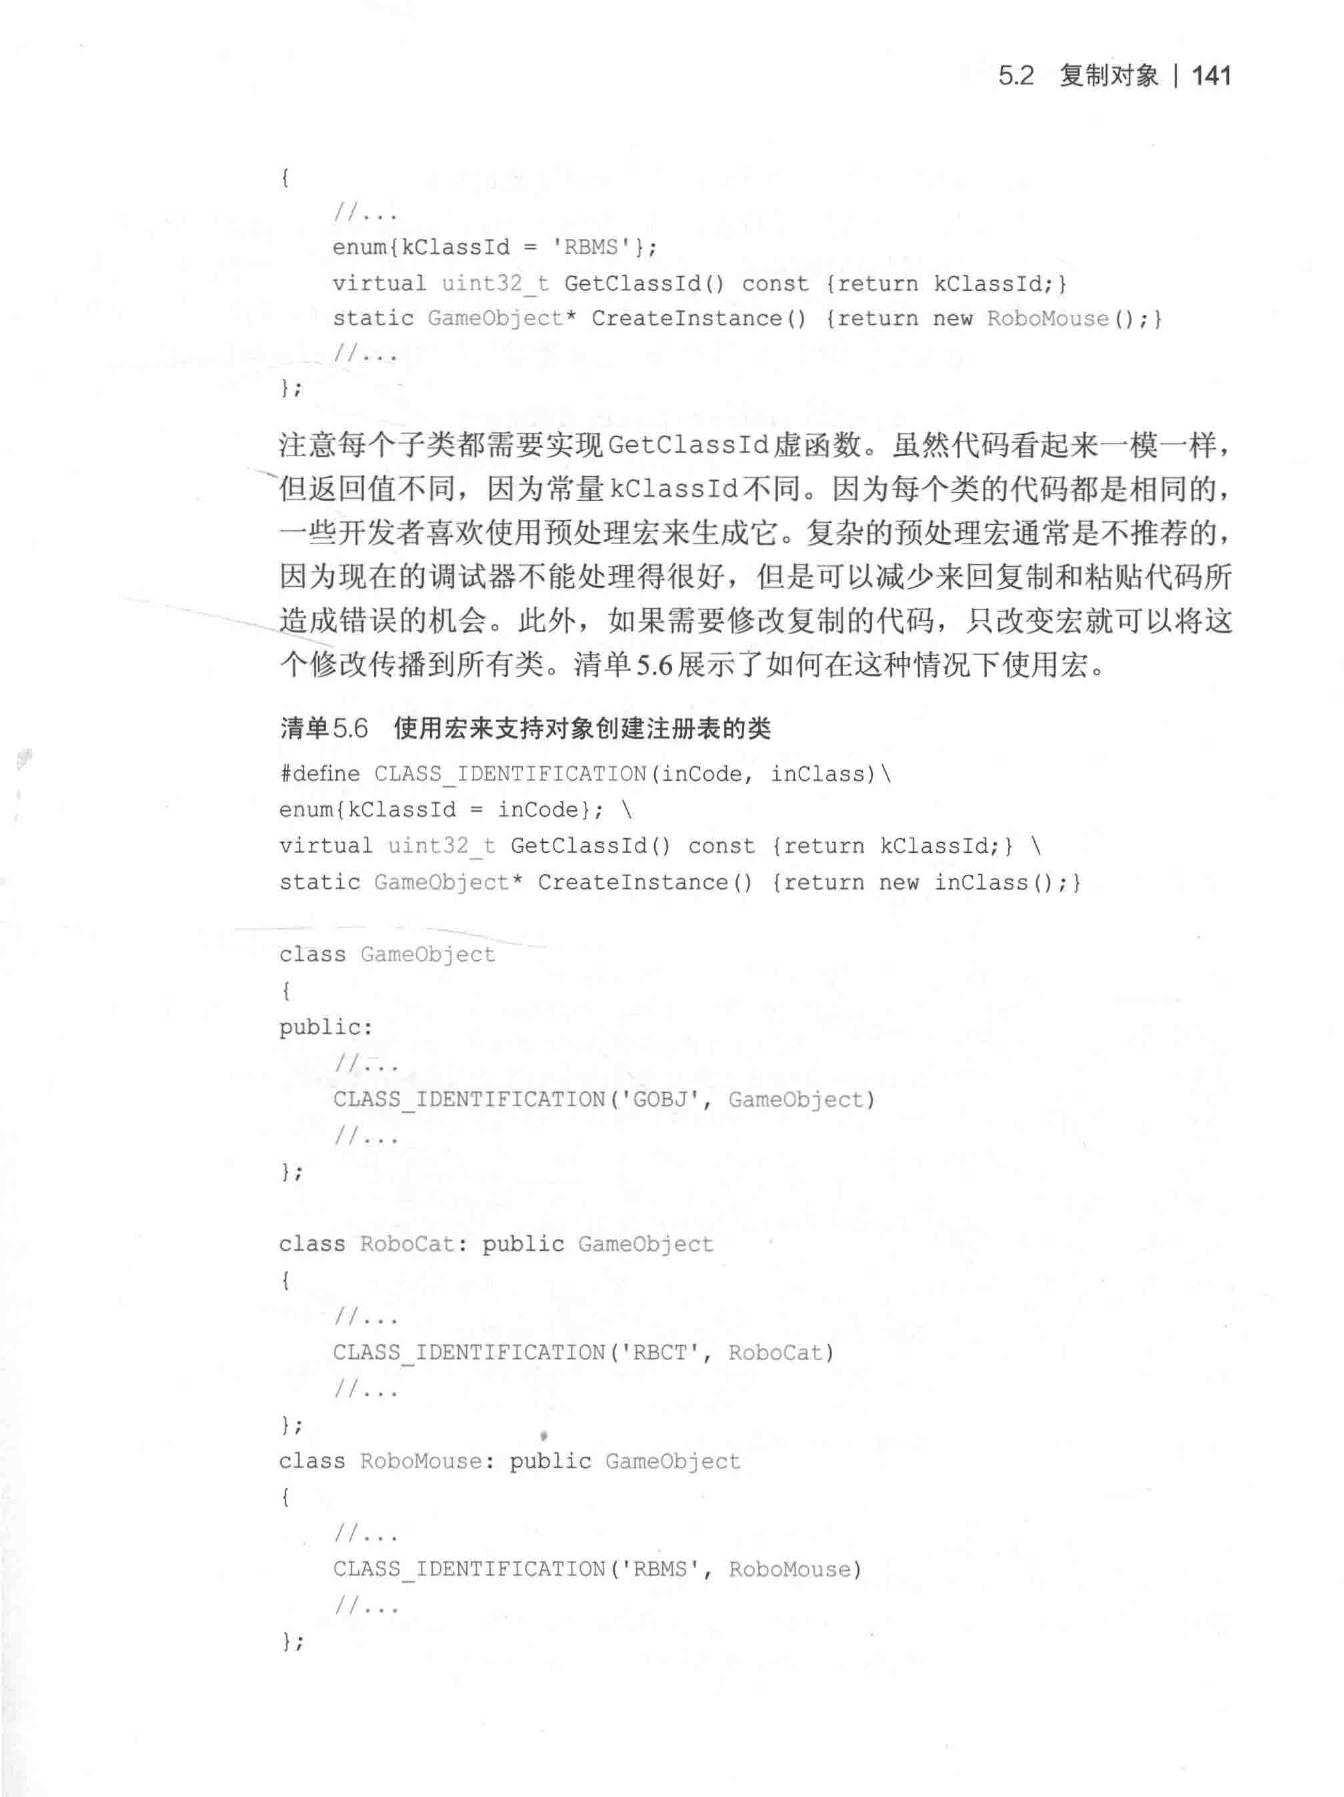 5.2 复制对象 | 141
{
//...
enum{kClassId = 'RBMS'};
virtual uint32_t GetClassId() const {return kClassId;}
static GameObject* CreateInstance() {return new RoboMouse();}
//...
};
注意每个子类都需要实现GetClassId虚函数。虽然代码看起来一模一样，
但返回值不同，因为常量kClassId不同。因为每个类的代码都是相同的，
一些开发者喜欢使用预处理宏来生成它。复杂的预处理宏通常是不推荐的，
因为现在的调试器不能处理得很好，但是可以减少来回复制和粘贴代码所
造成错误的机会。此外，如果需要修改复制的代码，只改变宏就可以将这
个修改传播到所有类。清单5.6展示了如何在这种情况下使用宏。
清单5.6 使用宏来支持对象创建注册表的类
#define CLASS_IDENTIFICATION(inCode, inClass)\
enum{kClassId = inCode}; \
virtual uint32_t GetClassId() const {return kClassId;} \
static GameObject* CreateInstance() {return new inClass();}
class GameObject
{
public:
//...
CLASS_IDENTIFICATION('GOBJ', GameObject)
//...
};
class RoboCat: public GameObject
{
//...
CLASS_IDENTIFICATION('RBCT', RoboCat)
//...
};
class RoboMouse: public GameObject
{
//...
CLASS_IDENTIFICATION('RBMS', RoboMouse)
//...
};